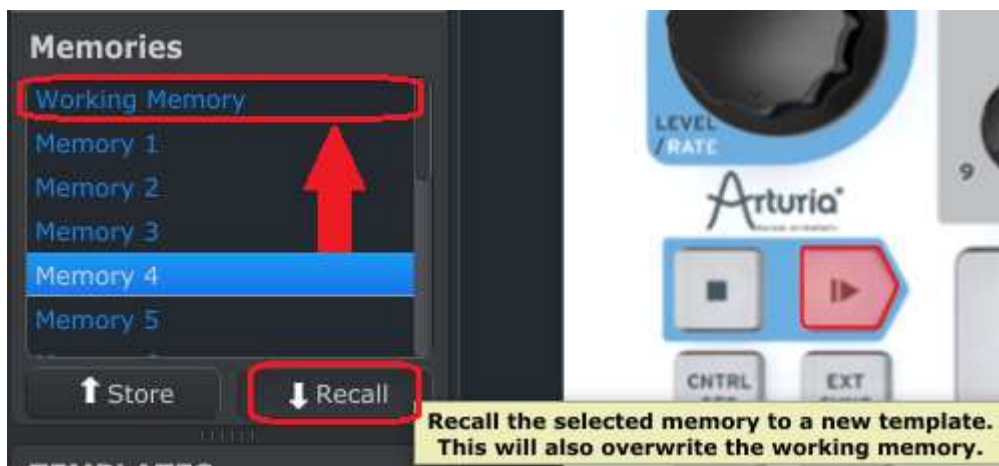 Memories
Working Memory
Memory 1
Memory 2
Memory 3
Memory 4
Memory 5
Store
Recall
LEVEL
/RATE
9
Arturia
CNTRL
EXT
Recall the selected memory to a new template.
This will also overwrite the working memory.
TEMPLATES